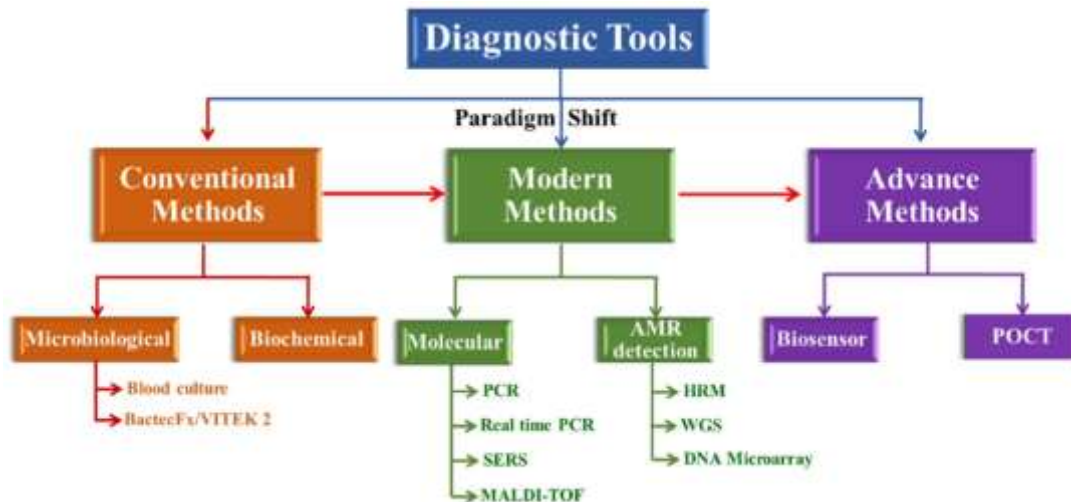 Diagnostic Tools
Paradigm Shift
Conventional
Methods
Modern
Methods
Advance
Methods
Microbiological
Biochemical
Molecular
AMR
detection
Biosensor
POCT
Blood culture
BactecFx/VITEK 2
PCR
Real time PCR
SERS
MALDI-TOF
HRM
WGS
DNA Microarray